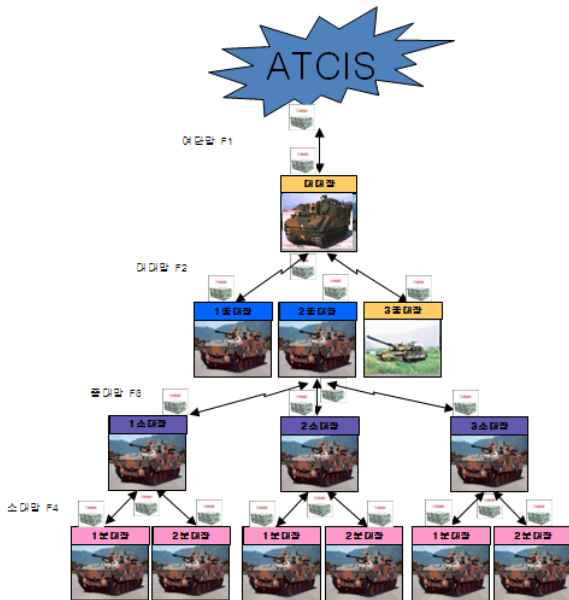 ATCIS
여단망 F1
대대장
대대망 F2
1중대장 2중대장 3중대장
중대망 F3
1소대장 2소대장 3소대장
소대망 F4
1분대장 2분대장 1분대장 2분대장 1분대장 2분대장